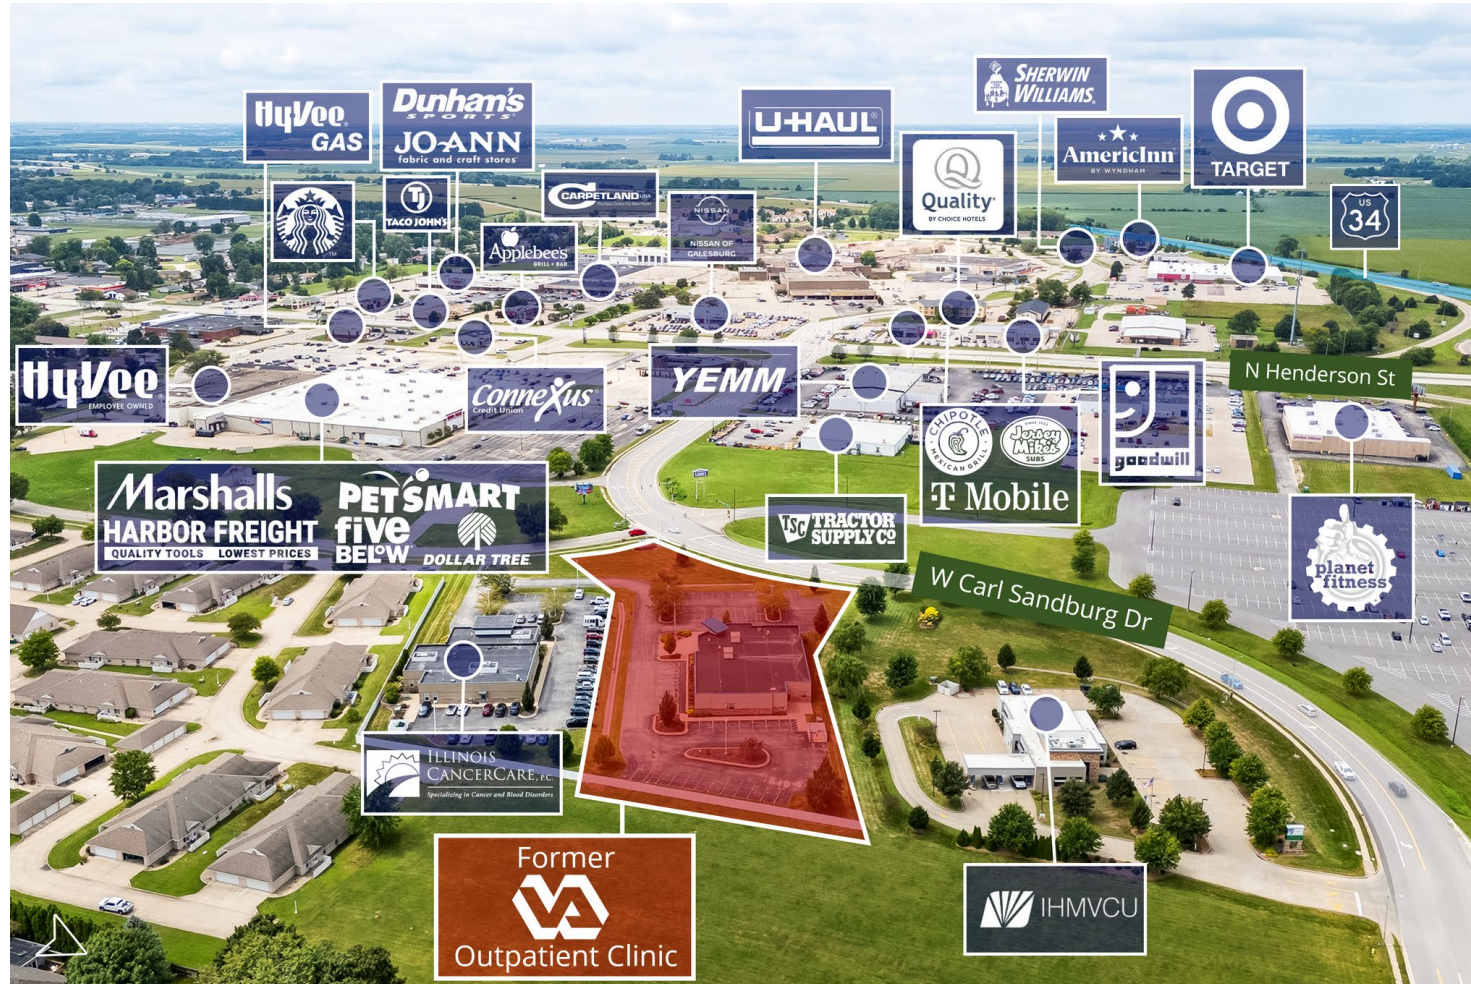 HyVee
GAS
Dunham's
SPORTS
JO-ANN
fabric and craft stores
TJ
TACO JOHN'S
CARPETLAND USA
Applebee's
GRILL + BAR
NISSAN
NISSAN OF
GALESBURG
U-HAUL
Q
Quality
BY CHOICE HOTELS
SHERWIN
WILLIAMS
AmericInn
BY WYNDHAM
TARGET
US
34
HyVee
EMPLOYEE OWNED
Connexus
Credit Union
YEMM
CHIPOTLE
MEXICAN GRILL
Jersey
Mike's
SUBS
T Mobile
goodwill
N Henderson St
Marshalls
HARBOR FREIGHT
QUALITY TOOLS LOWEST PRICES
PETSMART
five
BELOW
DOLLAR TREE
TSC TRACTOR
SUPPLY CO
planet
fitness
W Carl Sandburg Dr
ILLINOIS
CANCERCARE, P.C.
Specializing in Cancer and Blood Disorders
Former
VA
Outpatient Clinic
IHMVCU